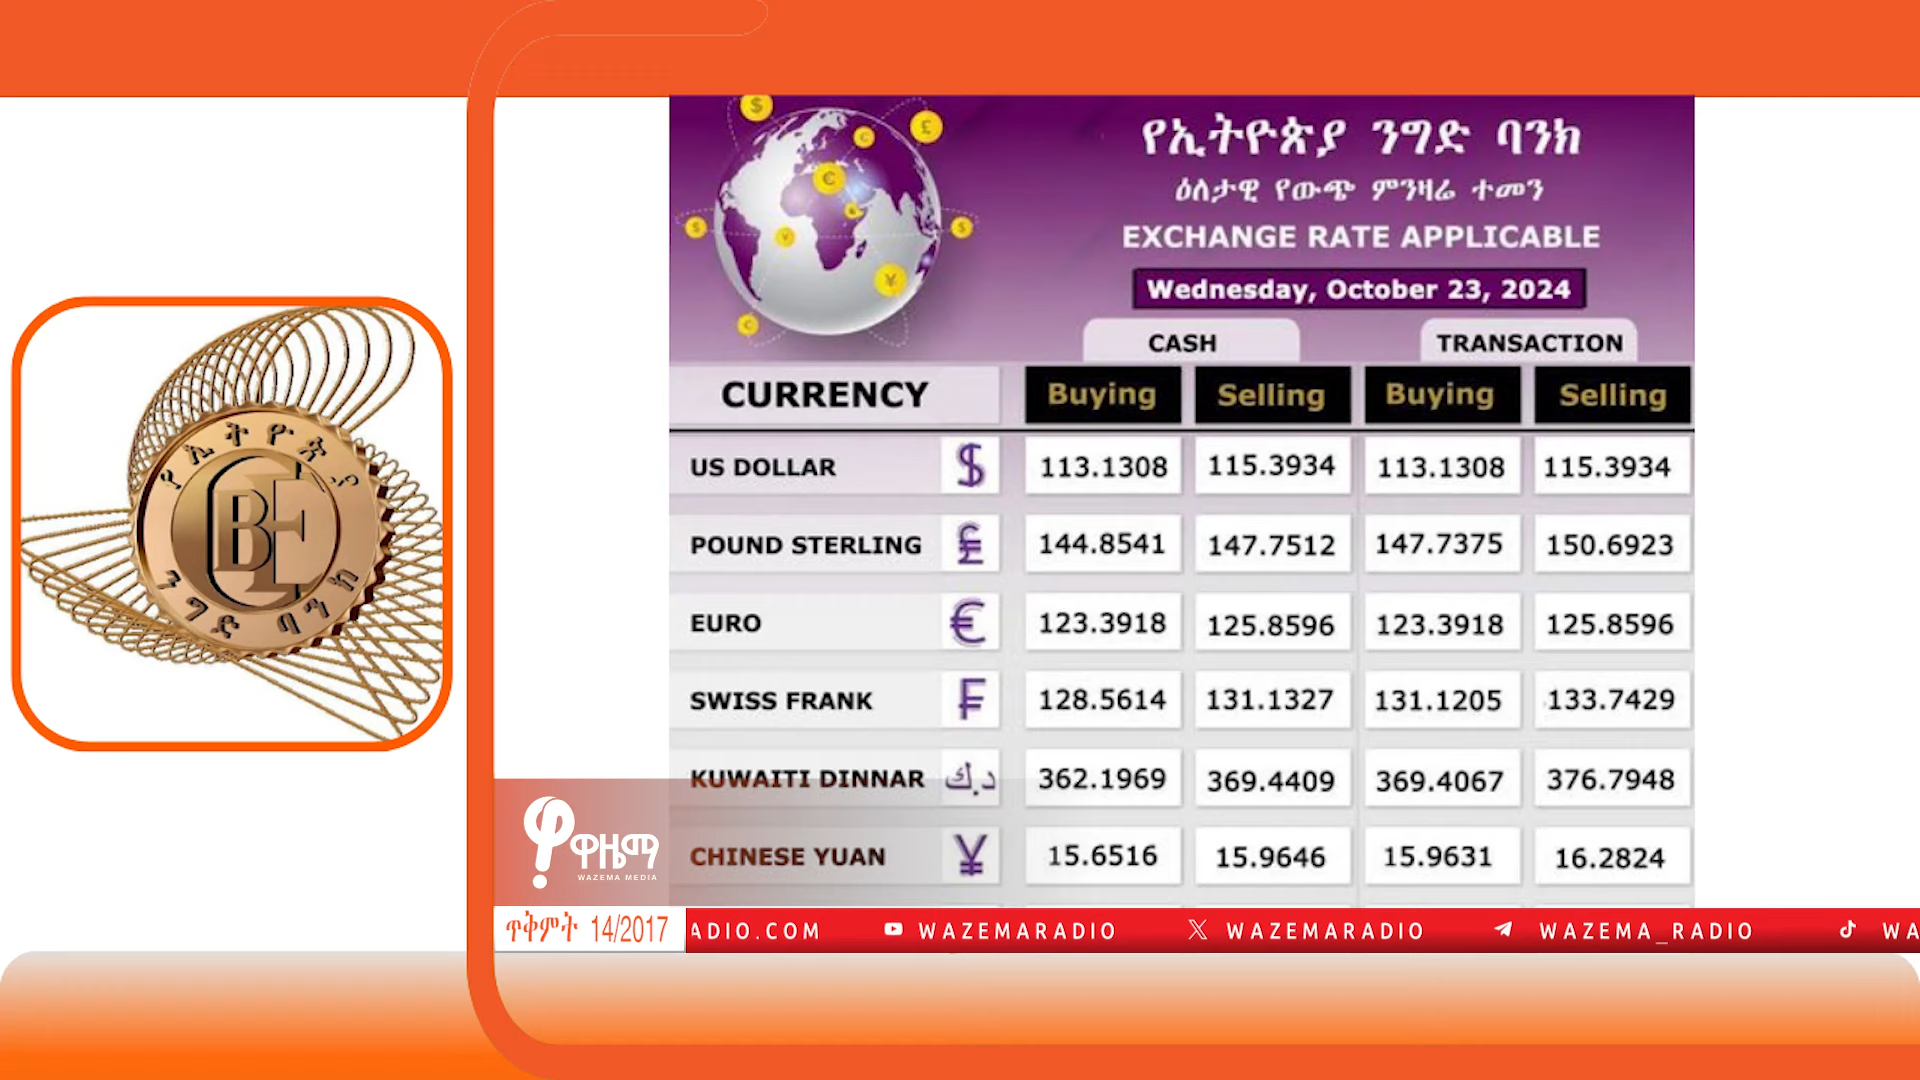 የኢትዮጵያ ንግድ ባንክ
ዕለታዊ የውጭ ምንዛሬ ተመን
EXCHANGE RATE APPLICABLE
Wednesday, October 23, 2024
CASH TRANSACTION
CURRENCY Buying Selling Buying Selling
US DOLLAR $ 113.1308 115.3934 113.1308 115.3934
POUND STERLING £ 144.8541 147.7512 147.7375 150.6923
EURO € 123.3918 125.8596 123.3918 125.8596
SWISS FRANK ₣ 128.5614 131.1327 131.1205 133.7429
KUWAITI DINNAR د.ك 362.1969 369.4409 369.4067 376.7948
CHINESE YUAN ¥ 15.6516 15.9646 15.9631 16.2824
የኢትዮጵያ
CBE
ንግድ ባንክ
ዋዜማ
WAZEMA MEDIA
ጥቅምት 14/2017 ADIO.COM WAZEMARADIO WAZEMARADIO WAZEMA_RADIO WA